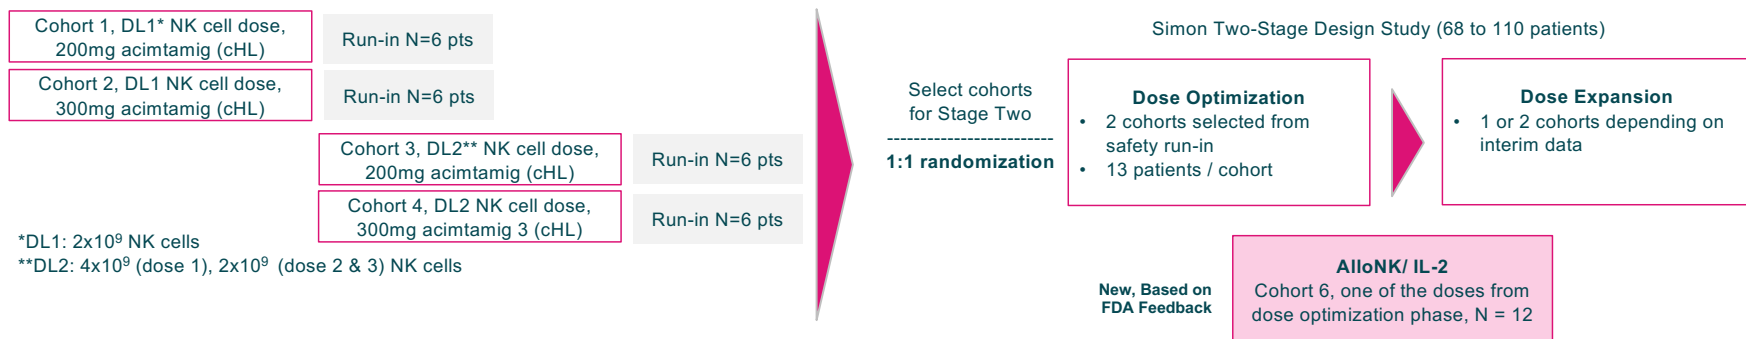 Cohort 1, DL1* NK cell dose,
200mg acimtamig (cHL)
Run-in N=6 pts
Cohort 2, DL1 NK cell dose,
300mg acimtamig (cHL)
Run-in N=6 pts
Cohort 3, DL2** NK cell dose,
200mg acimtamig (cHL)
Run-in N=6 pts
Cohort 4, DL2 NK cell dose,
300mg acimtamig 3 (cHL)
Run-in N=6 pts
*DL1: 2x10⁹ NK cells
**DL2: 4x10⁹ (dose 1), 2x10⁹ (dose 2 & 3) NK cells
Select cohorts
for Stage Two
-------------------------
1:1 randomization
Simon Two-Stage Design Study (68 to 110 patients)
Dose Optimization
• 2 cohorts selected from
safety run-in
• 13 patients / cohort
Dose Expansion
• 1 or 2 cohorts depending on
interim data
New, Based on
FDA Feedback
AlloNK/ IL-2
Cohort 6, one of the doses from
dose optimization phase, N = 12